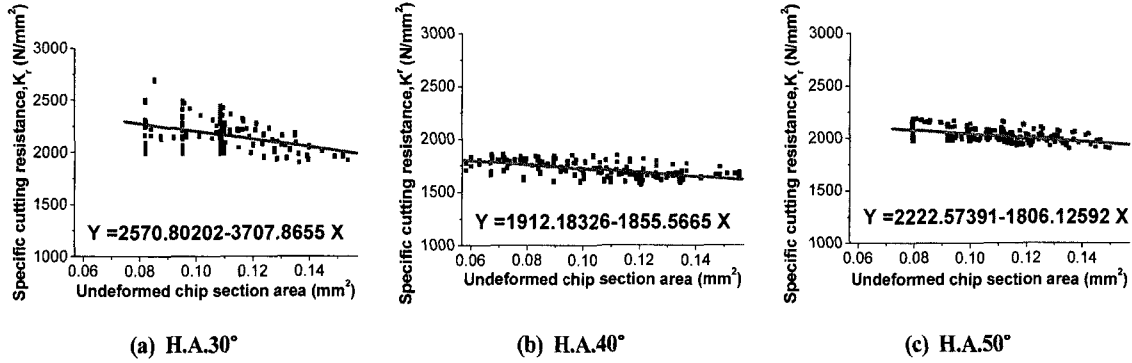 Specific cutting resistance,K_r (N/mm²)
3000
2500
2000
1500
1000
Y =2570.80202-3707.8655 X
0.06 0.08 0.10 0.12 0.14
Undeformed chip section area (mm²)
(a) H.A.30°
Specific cutting resistance,K^r (N/mm²)
3000
2500
2000
1500
1000
Y =1912.18326-1855.5665 X
0.06 0.08 0.10 0.12 0.14
Undeformed chip section area (mm²)
(b) H.A.40°
Specific cutting resistance,K_r (N/mm²)
3000
2500
2000
1500
1000
Y =2222.57391-1806.12592 X
0.06 0.08 0.10 0.12 0.14
Undeformed chip section area (mm²)
(c) H.A.50°